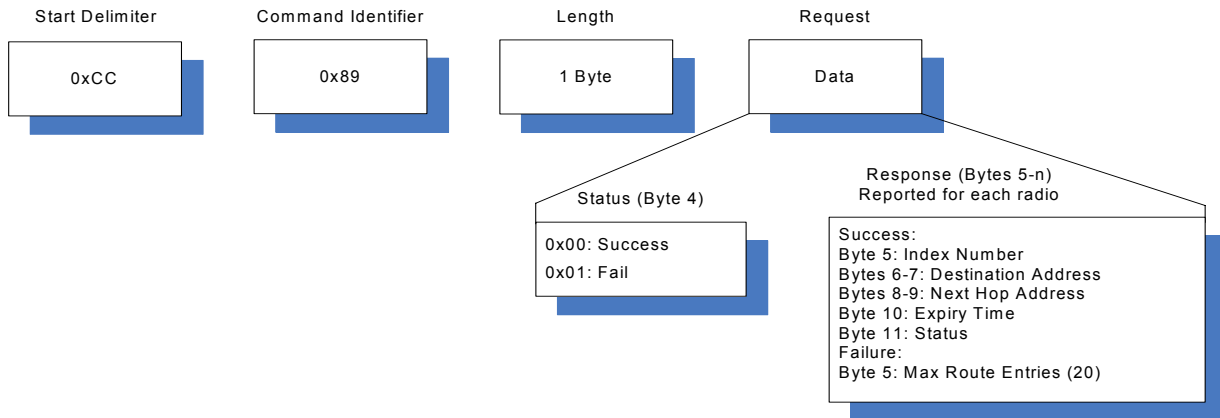 Start Delimiter
Command Identifier
Length
Request
0xCC
0x89
1 Byte
Data
Status (Byte 4)
0x00: Success
0x01: Fail
Response (Bytes 5-n)
Reported for each radio
Success:
Byte 5: Index Number
Bytes 6-7: Destination Address
Bytes 8-9: Next Hop Address
Byte 10: Expiry Time
Byte 11: Status
Failure:
Byte 5: Max Route Entries (20)